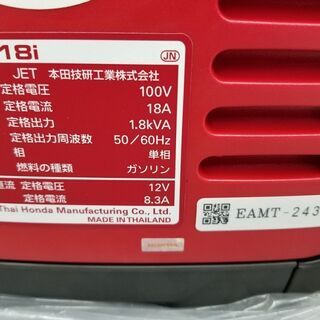 18i
JN
JET 本田技研工業株式会社
定格電圧 100V
定格電流 18A
定格出力 1.8kVA
定格出力周波数 50/60Hz
相 単相
燃料の種類 ガソリン
直流 定格電圧 12V
定格電流 8.3A
Thai Honda Manufacturing Co., Ltd.
MADE IN THAILAND
EAMT-243